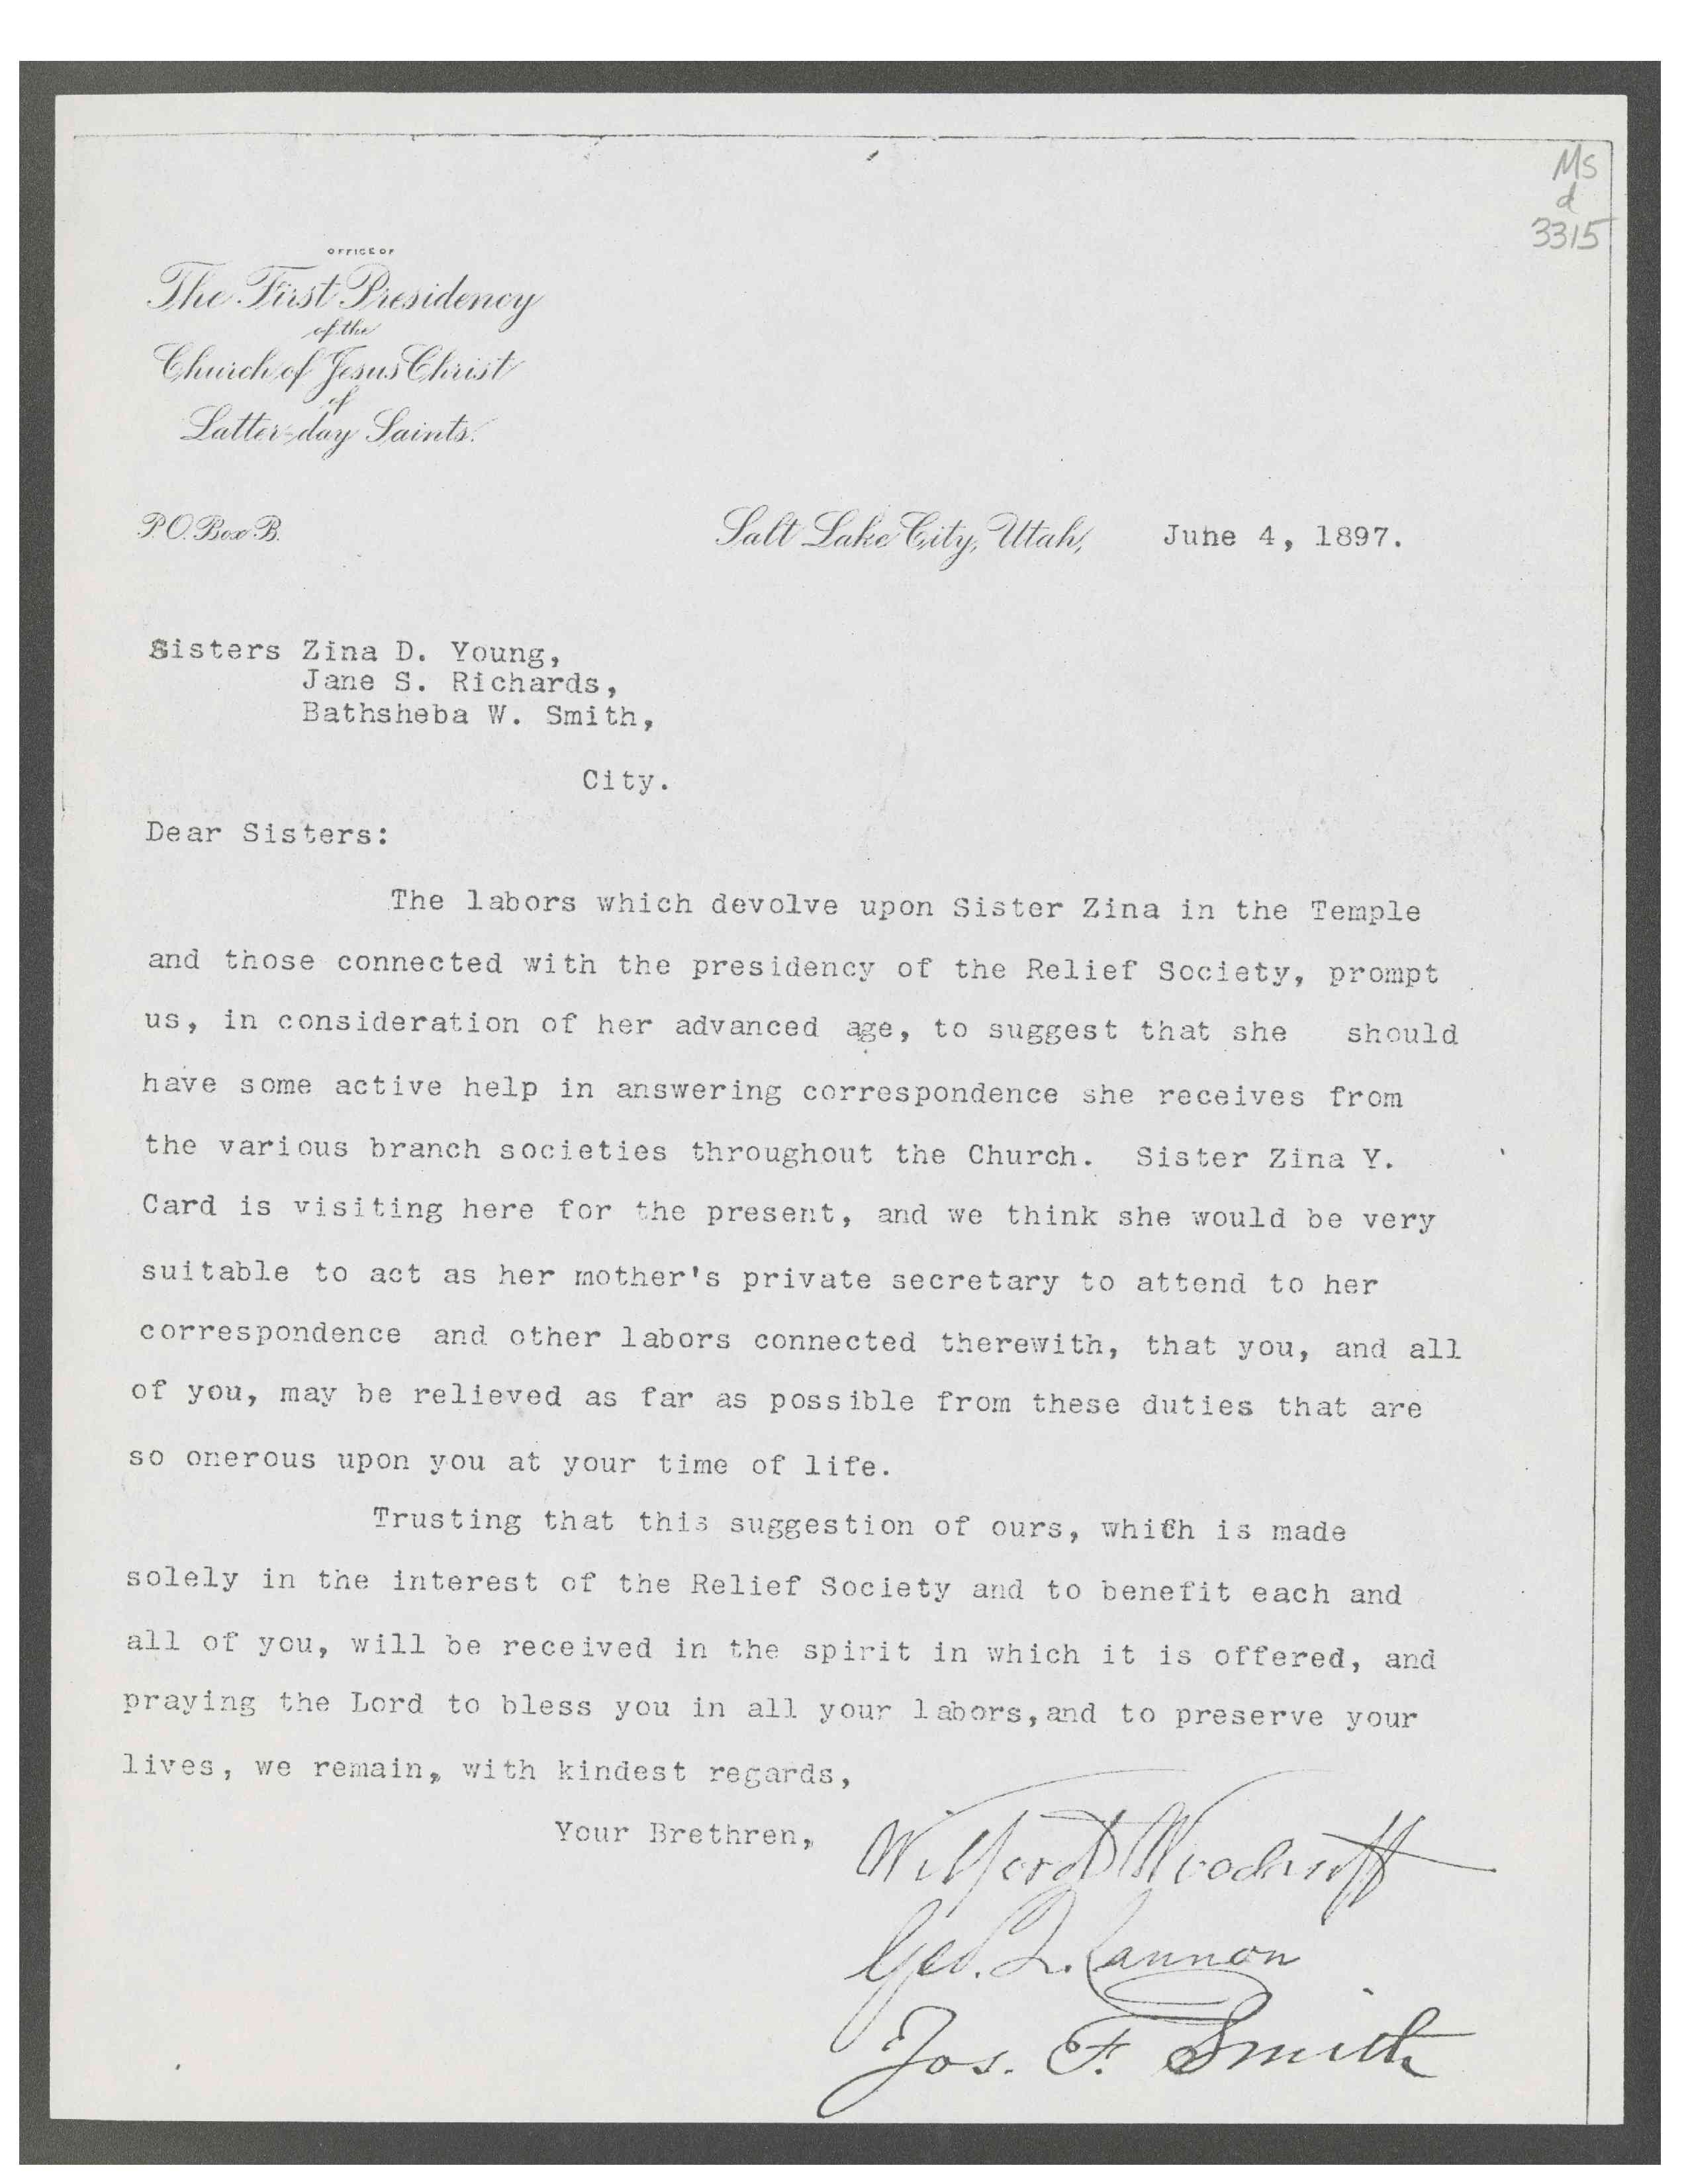 Ms
d
3315
OFFICE OF
The First Presidency
of the
Church of Jesus Christ
of
Latter-day Saints.
P.O. Box B.
Salt Lake City, Utah, June 4, 1897.
Sisters Zina D. Young,
Jane S. Richards,
Bathsheba W. Smith,
City.
Dear Sisters:
The labors which devolve upon Sister Zina in the Temple
and those connected with the presidency of the Relief Society, prompt
us, in consideration of her advanced age, to suggest that she should
have some active help in answering correspondence she receives from
the various branch societies throughout the Church. Sister Zina Y.
Card is visiting here for the present, and we think she would be very
suitable to act as her mother's private secretary to attend to her
correspondence and other labors connected therewith, that you, and all
of you, may be relieved as far as possible from these duties that are
so onerous upon you at your time of life.
Trusting that this suggestion of ours, which is made
solely in the interest of the Relief Society and to benefit each and
all of you, will be received in the spirit in which it is offered, and
praying the Lord to bless you in all your labors,and to preserve your
lives, we remain, with kindest regards,
Your Brethren,
Wilford Woodruff
Geo. Q. Cannon
Jos. F. Smith